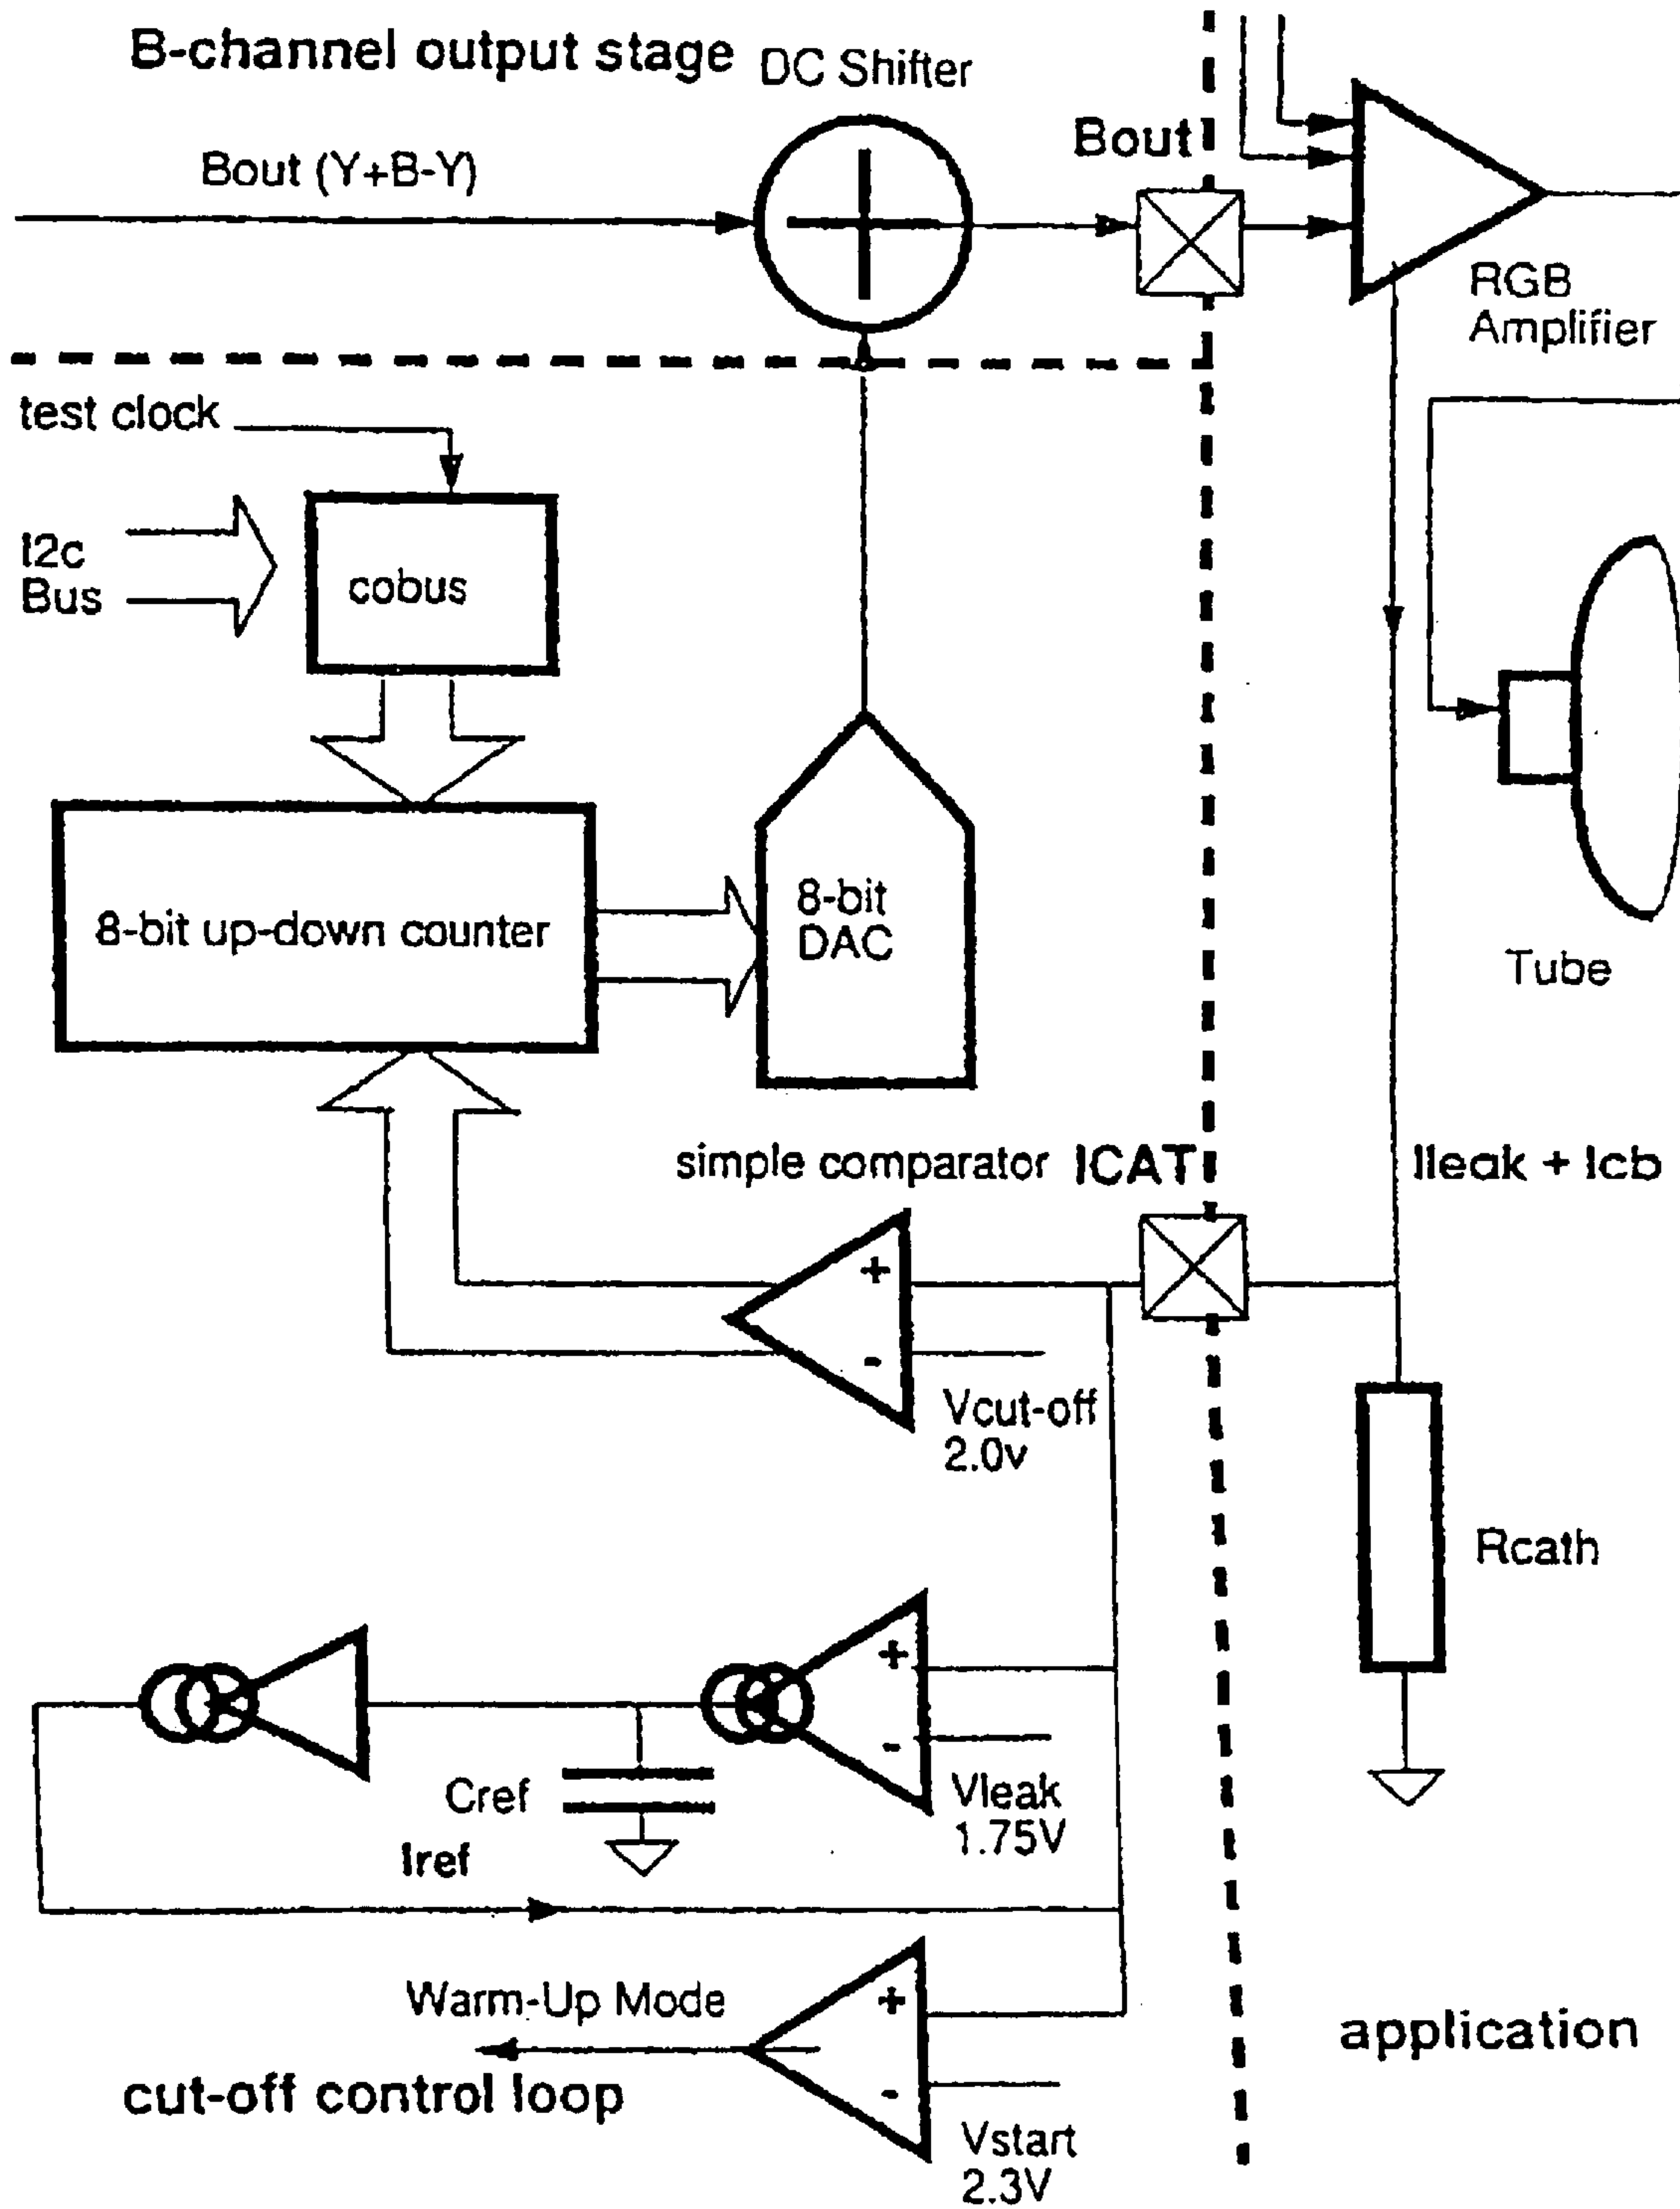 B-channel output stage
DC Shifter
Bout (Y+B-Y)
Bout
RGB
Amplifier
test clock
I2c
Bus
cobus
8-bit up-down counter
8-bit
DAC
Tube
simple comparator
ICAT
Ileak + Icb
+
-
Vcut-off
2.0v
Rcath
+
-
Vleak
1.75V
Cref
Iref
Warm-Up Mode
+
-
cut-off control loop
Vstart
2.3V
application